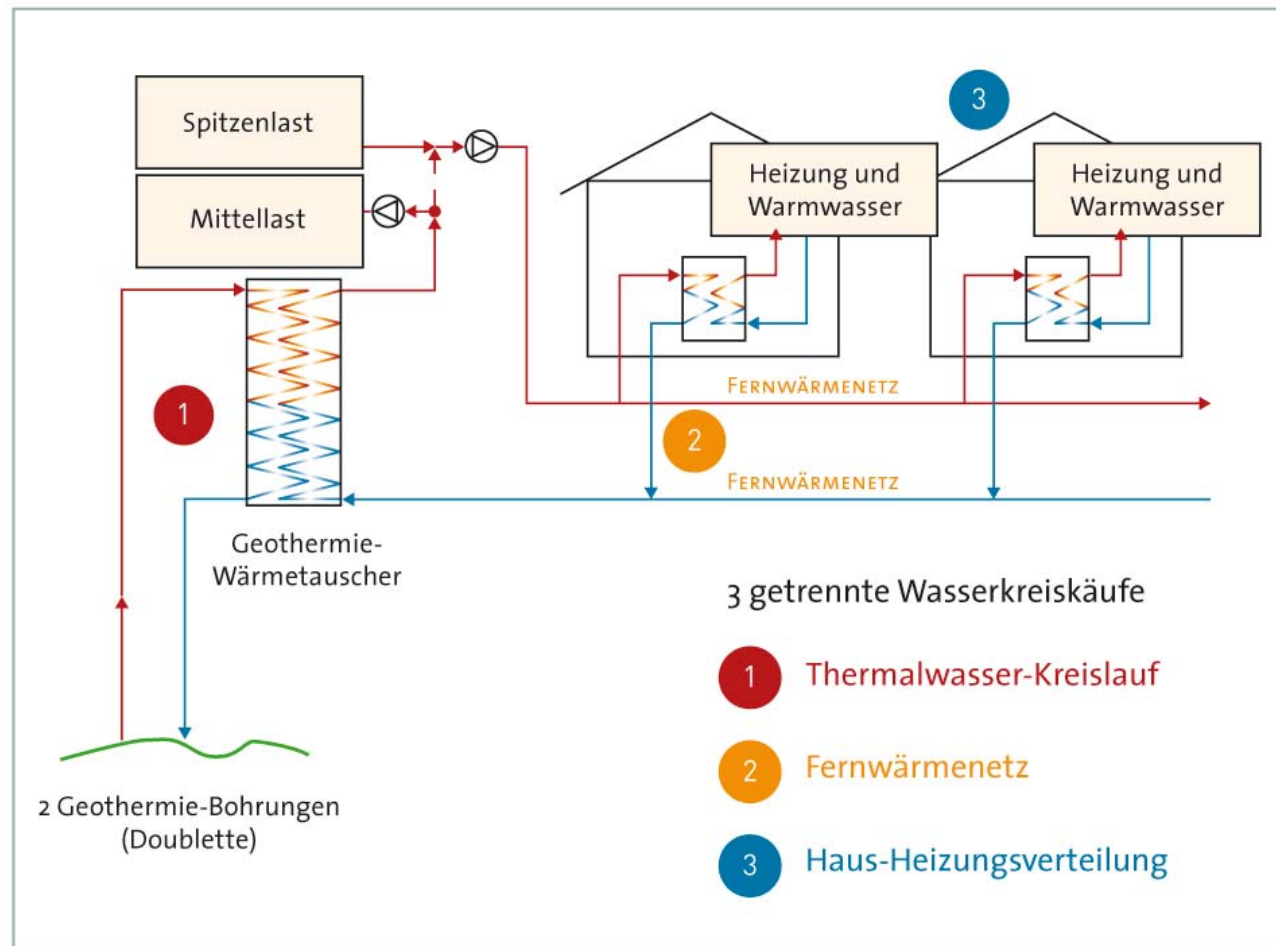 Spitzenlast
Mittellast
3
Heizung und
Warmwasser
Heizung und
Warmwasser
1
FERNWÄRMENETZ
2
FERNWÄRMENETZ
Geothermie-
Wärmetauscher
2 Geothermie-Bohrungen
(Doublette)
3 getrennte Wasserkreiskäufe
1 Thermalwasser-Kreislauf
2 Fernwärmenetz
3 Haus-Heizungsverteilung